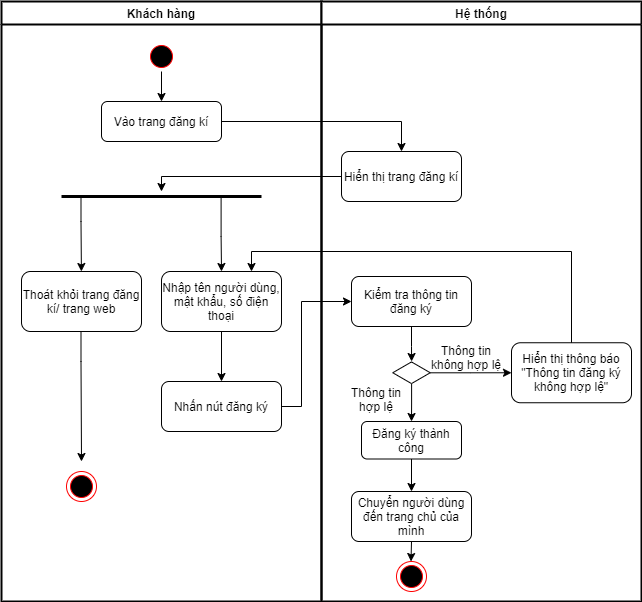 Khách hàng
Hệ thống
Vào trang đăng kí
Hiển thị trang đăng kí
Thoát khỏi trang đăng
kí/ trang web
Nhập tên người dùng,
mật khẩu, số điện
thoại
Kiểm tra thông tin
đăng ký
Thông tin
không hợp lệ
Hiển thị thông báo
"Thông tin đăng ký
không hợp lệ"
Thông tin
hợp lệ
Nhấn nút đăng ký
Đăng ký thành
công
Chuyển người dùng
đến trang chủ của
mình